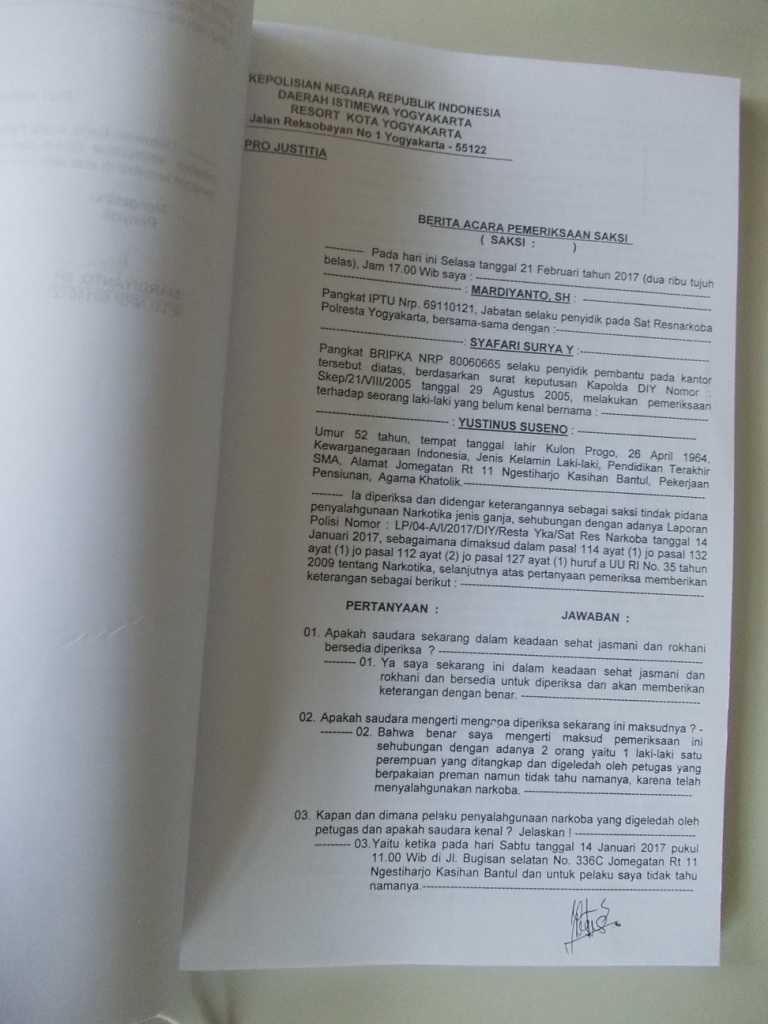 KEPOLISIAN NEGARA REPUBLIK INDONESIA
DAERAH ISTIMEWA YOGYAKARTA
RESORT KOTA YOGYAKARTA
Jalan Reksobayan No 1 Yogyakarta - 55122
PRO JUSTITIA
BERITA ACARA PEMERIKSAAN SAKSI
( SAKSI : )
---------- Pada hari ini Selasa tanggal 21 Februari tahun 2017 (dua ribu tujuh
belas), Jam 17.00 Wib saya : ----------
---------- : MARDIYANTO, SH : ----------
Pangkat IPTU Nrp. 69110121, Jabatan selaku penyidik pada Sat Resnarkoba
Polresta Yogyakarta, bersama-sama dengan :----------
----------: SYAFARI SURYA Y :----------
Pangkat BRIPKA NRP 80060665 selaku penyidik pembantu pada kantor
tersebut diatas, berdasarkan surat keputusan Kapolda DIY Nomor :
Skep/21/VIII/2005 tanggal 29 Agustus 2005, melakukan pemeriksaan
terhadap seorang laki-laki yang belum kenal bernama : ----------
---------- : YUSTINUS SUSENO : ----------
Umur 52 tahun, tempat tanggal lahir Kulon Progo, 26 April 1964,
Kewarganegaraan Indonesia, Jenis Kelamin Laki-laki, Pendidikan Terakhir
SMA, Alamat Jomegatan Rt 11 Ngestiharjo Kasihan Bantul, Pekerjaan
Pensiunan, Agama Khatolik.----------
-------- Ia diperiksa dan didengar keterangannya sebagai saksi tindak pidana
penyalahgunaan Narkotika jenis ganja, sehubungan dengan adanya Laporan
Polisi Nomor : LP/04-A/I/2017/DIY/Resta Yka/Sat Res Narkoba tanggal 14
Januari 2017, sebagaimana dimaksud dalam pasal 114 ayat (1) jo pasal 132
ayat (1) jo pasal 112 ayat (2) jo pasal 127 ayat (1) huruf a UU RI No. 35 tahun
2009 tentang Narkotika, selanjutnya atas pertanyaan pemeriksa memberikan
keterangan sebagai berikut : ----------
PERTANYAAN : JAWABAN :
01. Apakah saudara sekarang dalam keadaan sehat jasmani dan rokhani
bersedia diperiksa ? ----------
-------- 01. Ya saya sekarang ini dalam keadaan sehat jasmani dan
rokhani dan bersedia untuk diperiksa dan akan memberikan
keterangan dengan benar. ----------
02. Apakah saudara mengerti mengapa diperiksa sekarang ini maksudnya ? -
-------- 02. Bahwa benar saya mengerti maksud pemeriksaan ini
sehubungan dengan adanya 2 orang yaitu 1 laki-laki satu
perempuan yang ditangkap dan digeledah oleh petugas yang
berpakaian preman namun tidak tahu namanya, karena telah
menyalahgunakan narkoba. ----------
03. Kapan dan dimana pelaku penyalahgunaan narkoba yang digeledah oleh
petugas dan apakah saudara kenal ? Jelaskan ! ----------
--------- 03.Yaitu ketika pada hari Sabtu tanggal 14 Januari 2017 pukul
11.00 Wib di Jl. Bugisan selatan No. 336C Jomegatan Rt 11
Ngestiharjo Kasihan Bantul dan untuk pelaku saya tidak tahu
namanya.----------